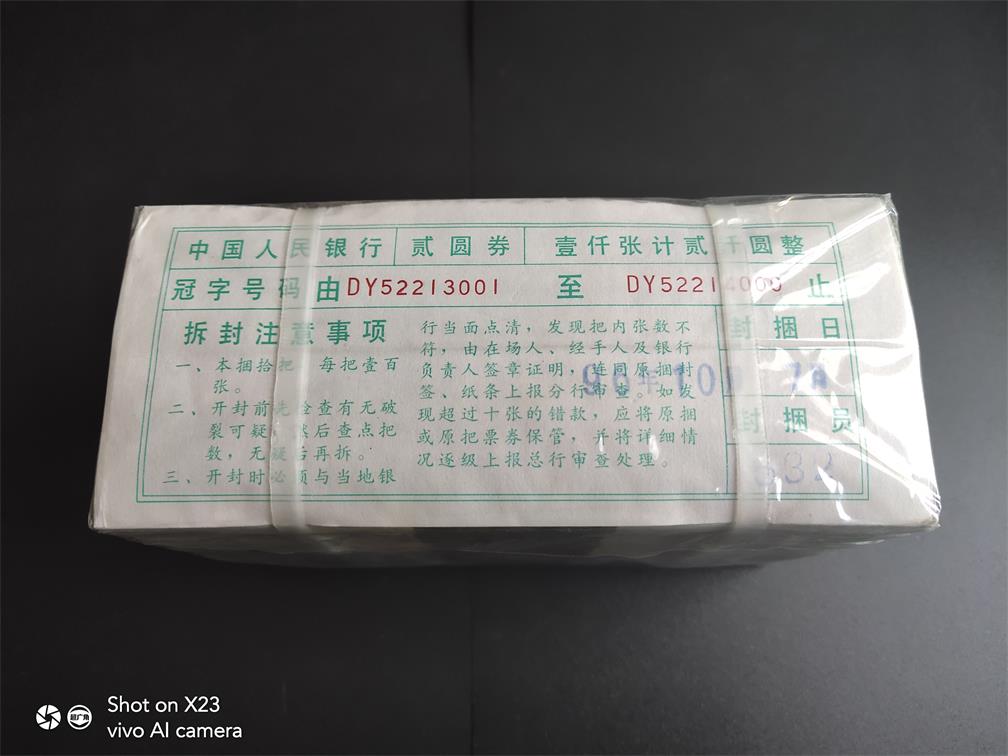 中国人民银行 贰圆券 壹仟张计贰仟圆整
冠字号码由DY52213001 至 DY52214000 止
拆封注意事项
一、本捆拾把，每把壹百
张。
二、开封前先检查有无破
裂可疑，然后查点把
数，无疑后再拆。
三、开封时必须与当地银
行当面点清，发现把内张数不
符，由在场人、经手人及银行
负责人签章证明，连同原捆封
签、纸条上报分行审查。如发
现超过十张的错款，应将原捆
或原把票券保管，并将详细情
况逐级上报总行审查处理。
封捆日
年10
封捆员
332
Shot on X23
vivo AI camera